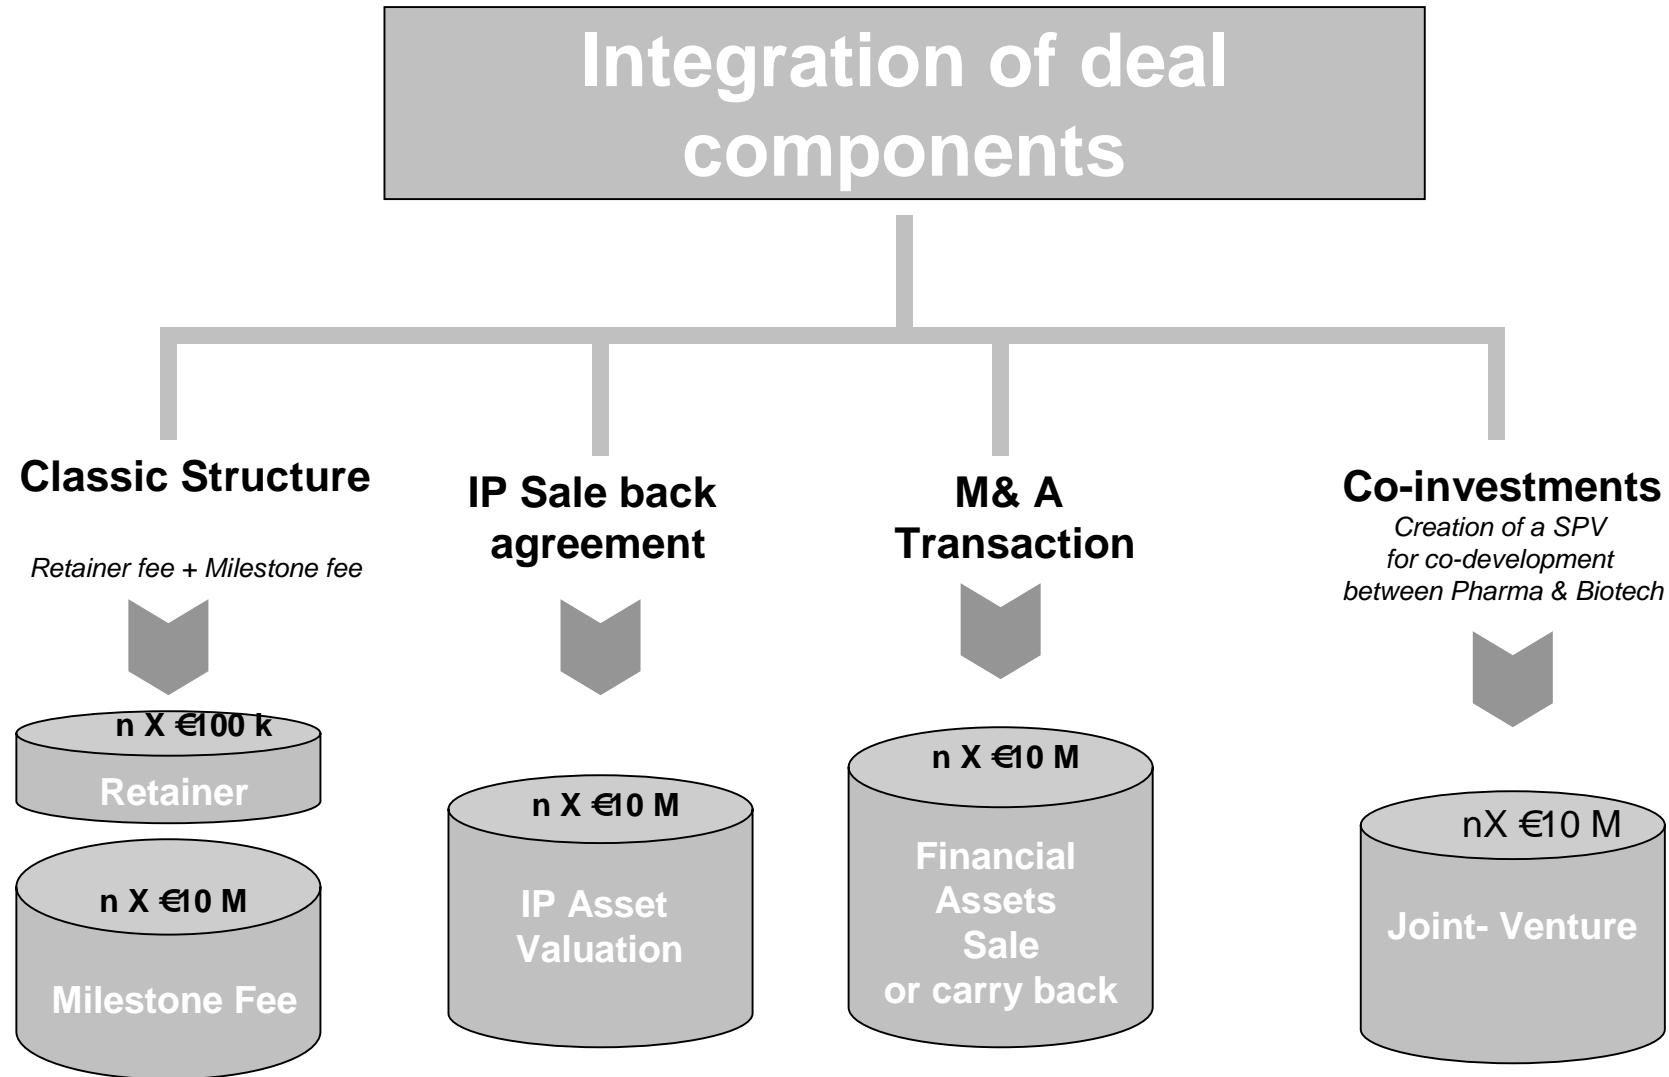 Integration of deal
components
Classic Structure
Retainer fee + Milestone fee
n X €100 k
Retainer
n X €10 M
Milestone Fee
IP Sale back
agreement
n X €10 M
IP Asset
Valuation
M& A
Transaction
n X €10 M
Financial
Assets
Sale
or carry back
Co-investments
Creation of a SPV
for co-development
between Pharma & Biotech
nX €10 M
Joint- Venture